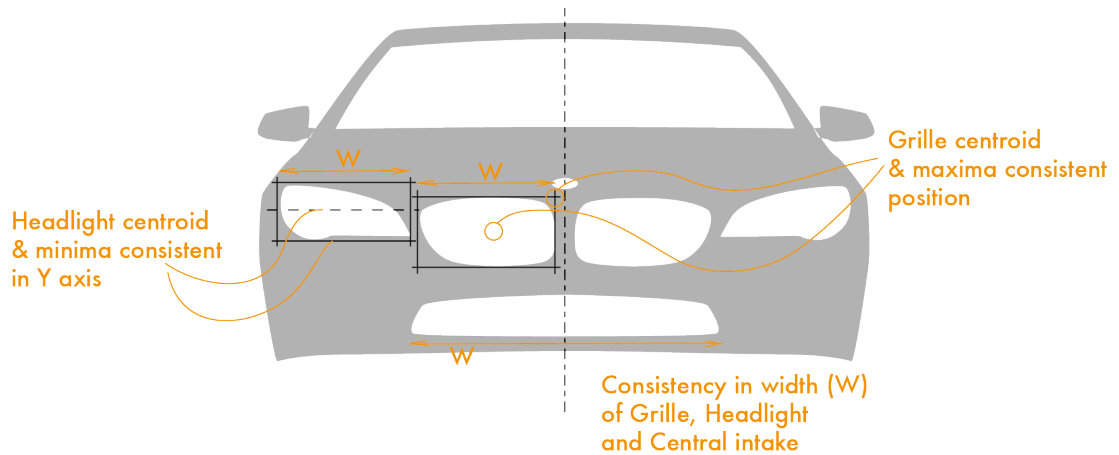 W
W
Grille centroid
& maxima consistent
position
Headlight centroid
& minima consistent
in Y axis
W
Consistency in width (W)
of Grille, Headlight
and Central intake